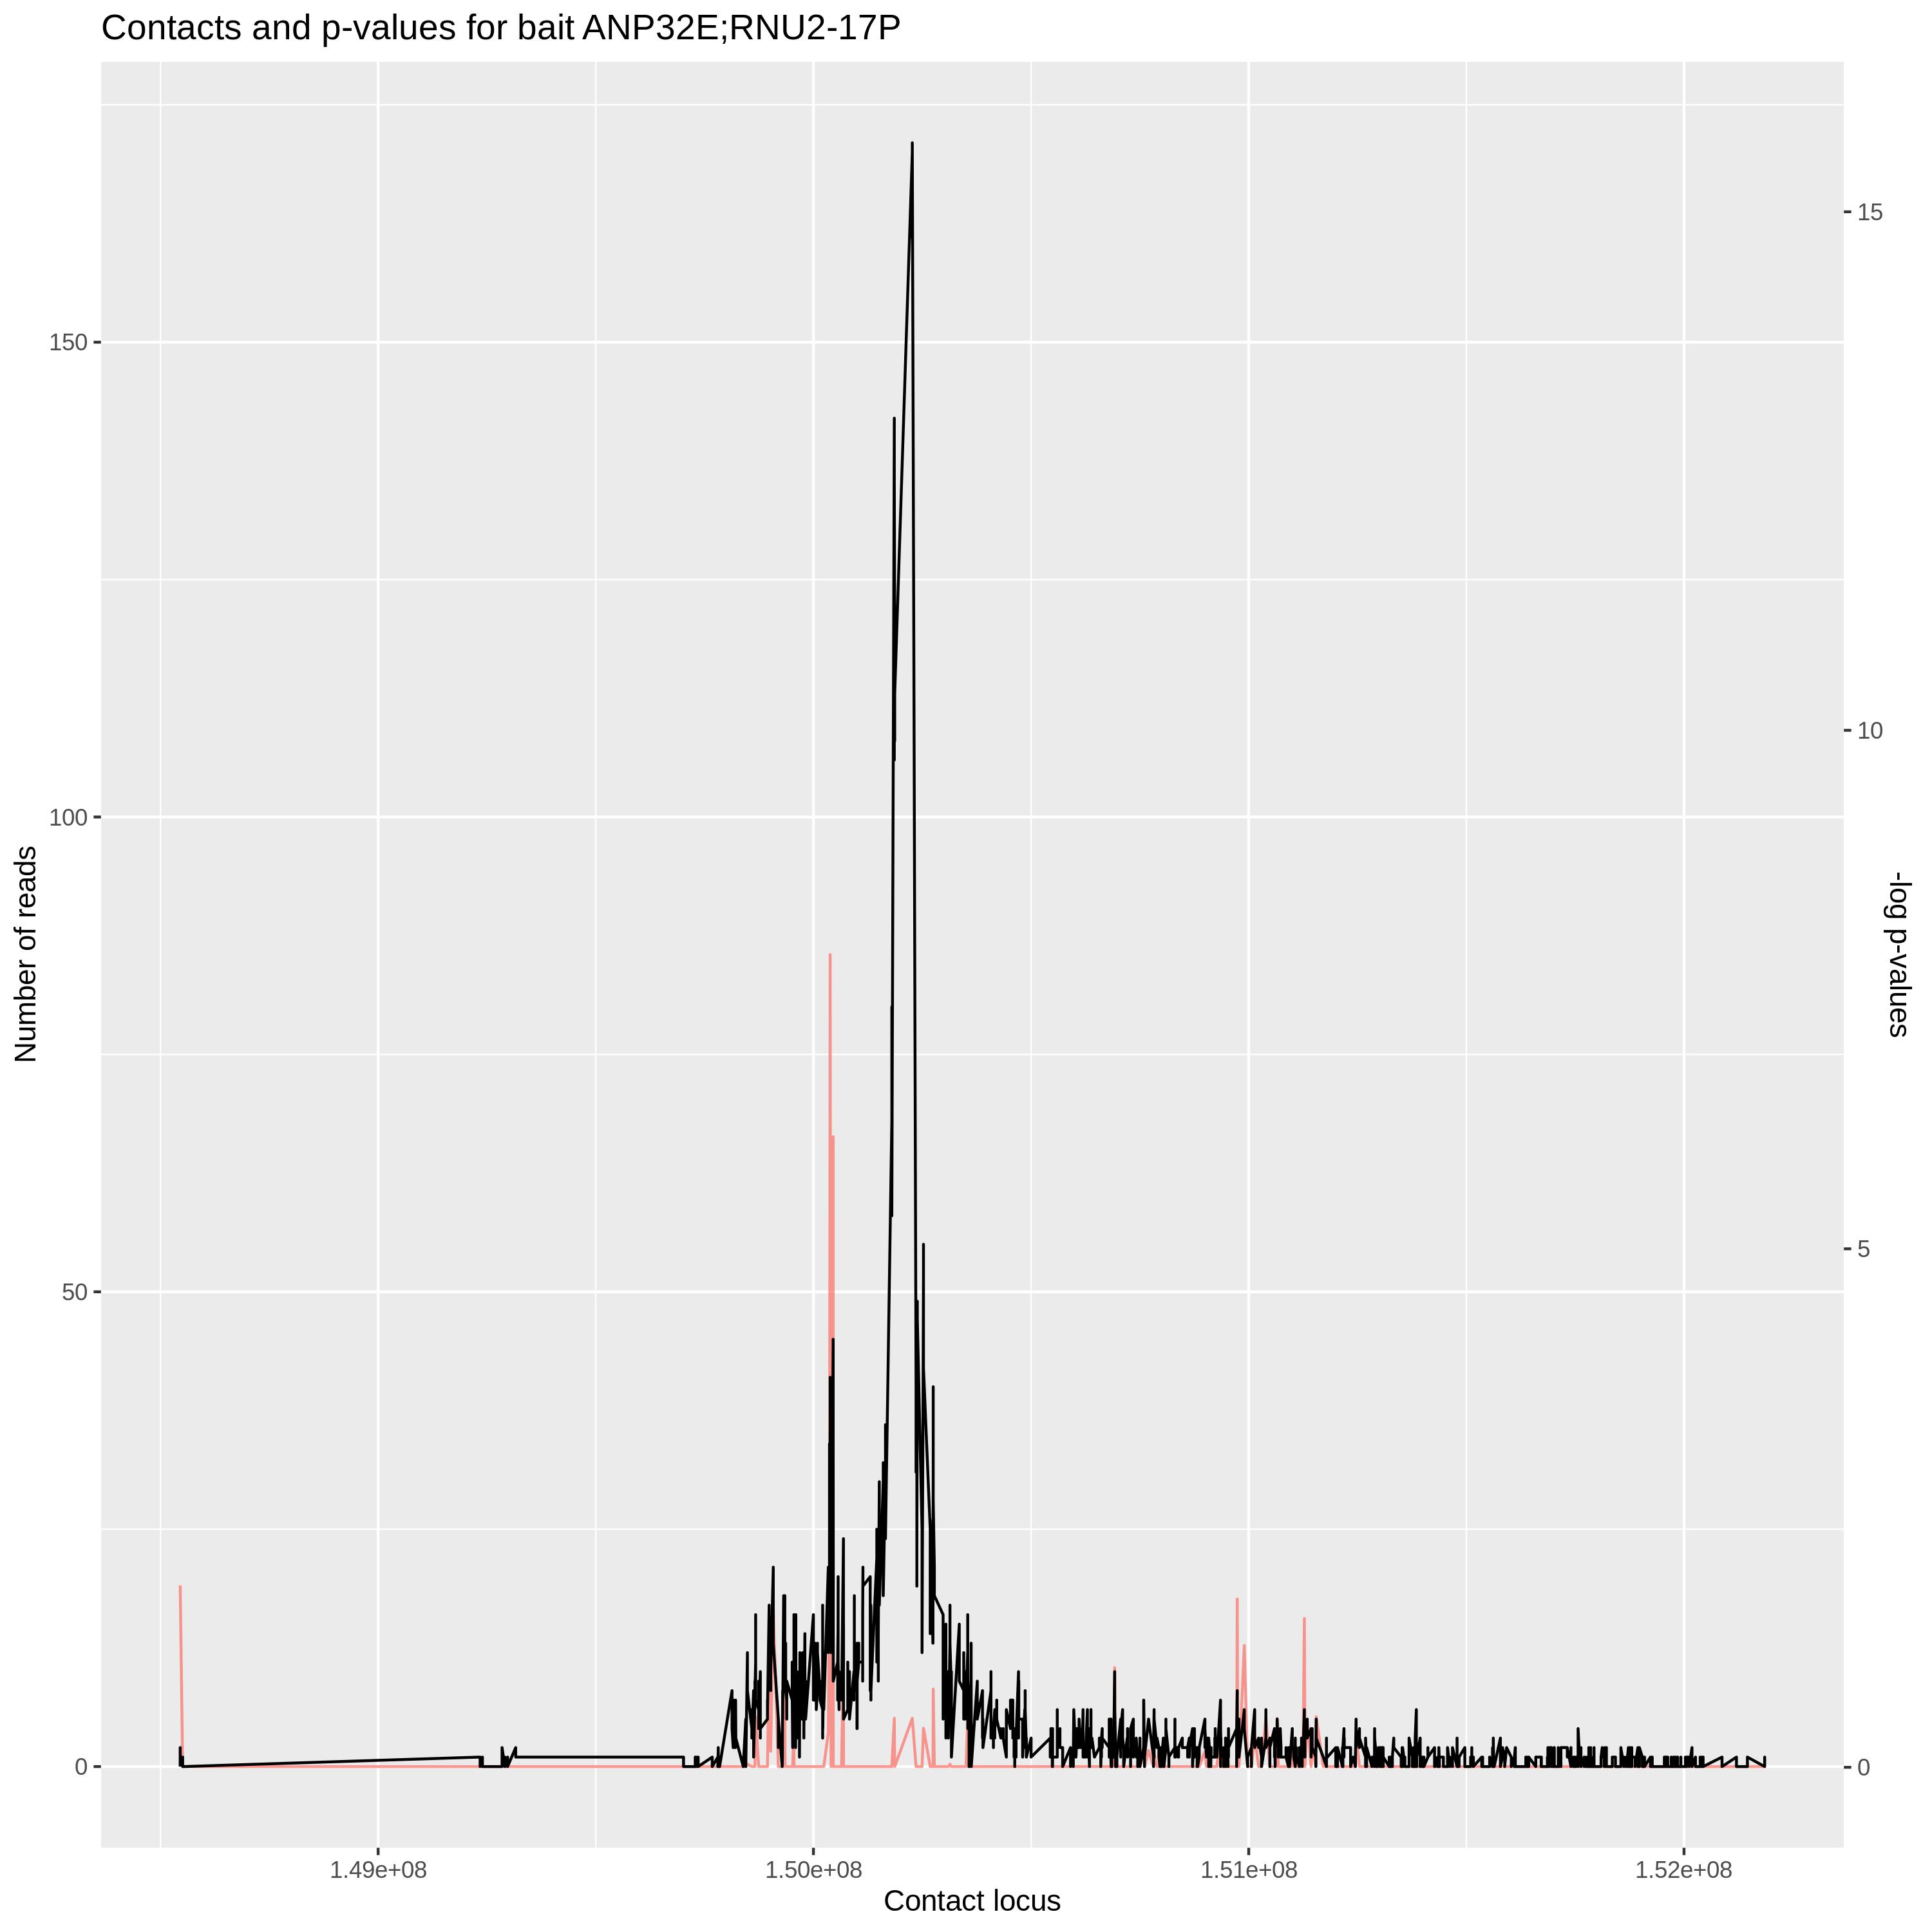 Contacts and p-values for bait ANP32E;RNU2-17P
150
100
50
0
Number of reads
15
10
5
0
-log p-values
1.49e+08
1.50e+08
1.51e+08
1.52e+08
Contact locus